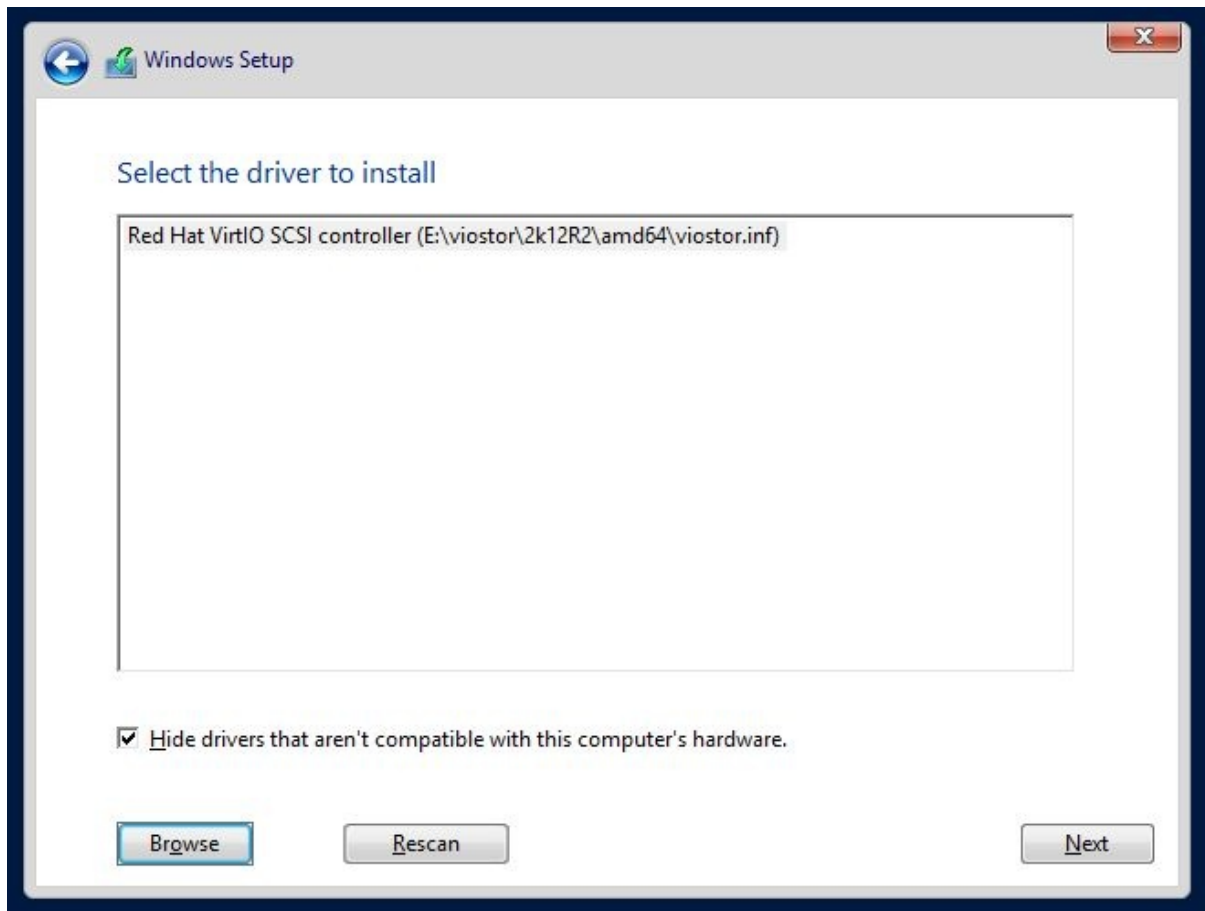 Windows Setup
Select the driver to install
Red Hat VirtIO SCSI controller (E:\viostor\2k12R2\amd64\viostor.inf)
Hide drivers that aren't compatible with this computer's hardware.
Browse Rescan Next